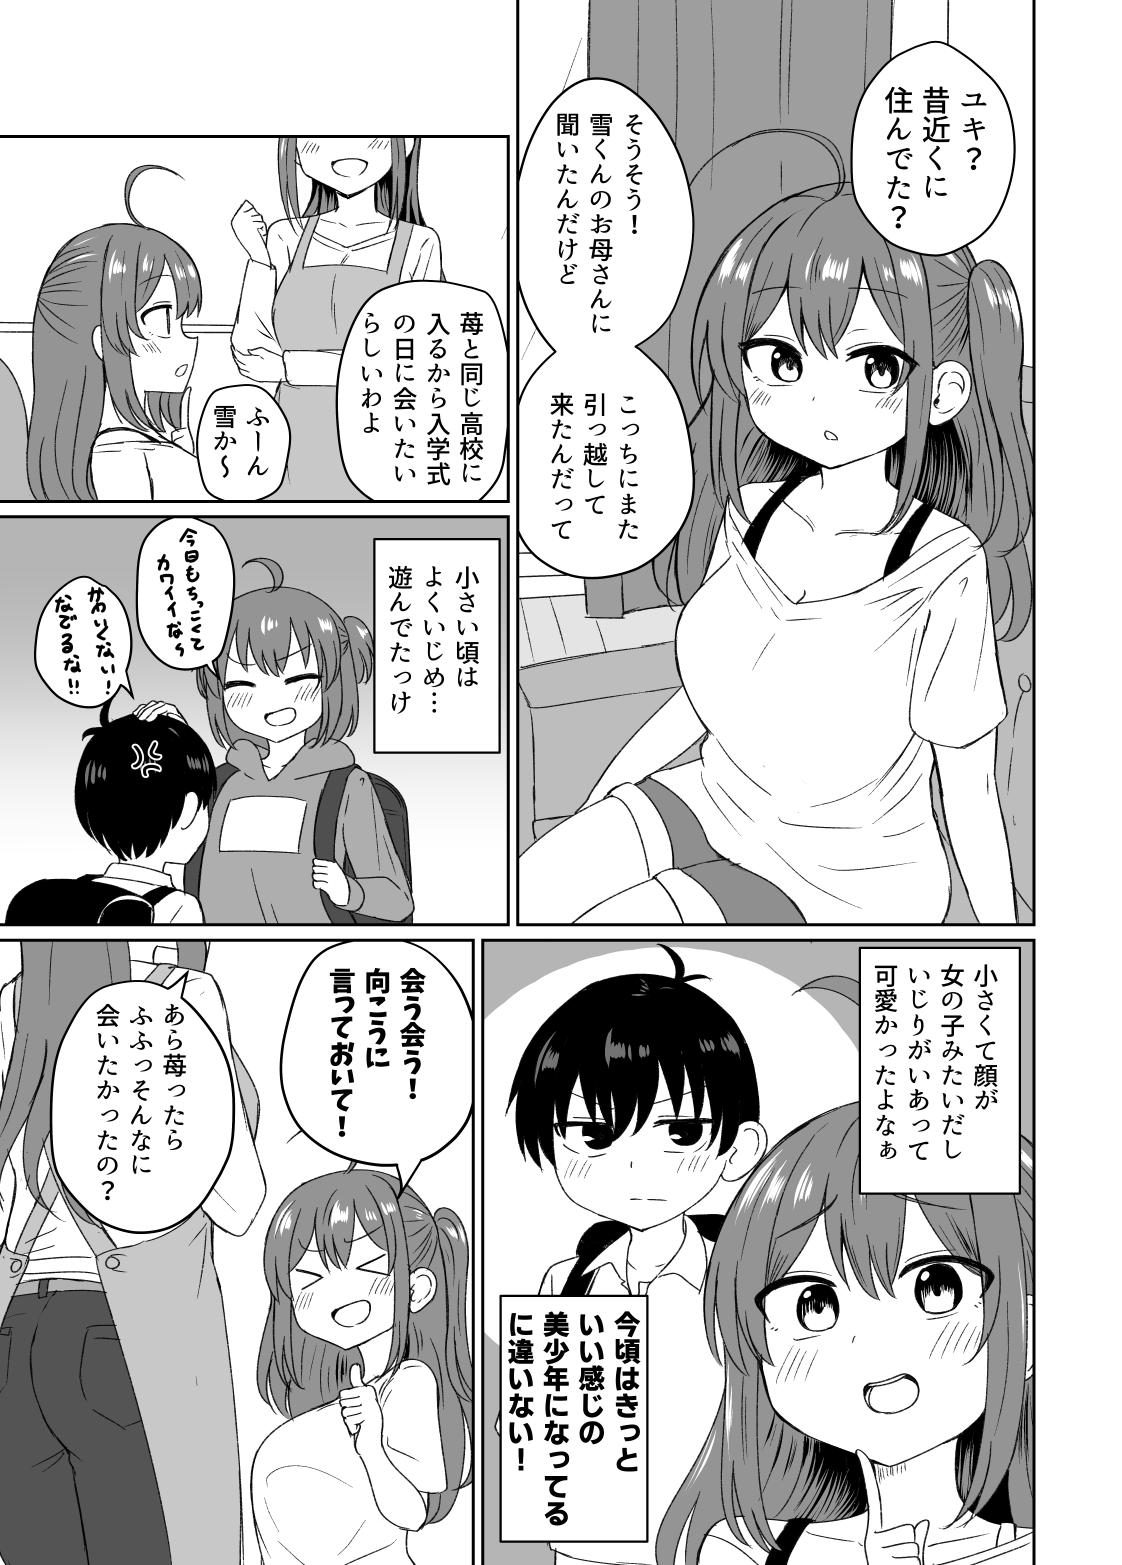 ユキ？
昔近くに
住んでた？
そうそう！
雪くんのお母さんに
聞いたんだけど
こっちにまた
引っ越して
来たんだって
苺と同じ高校に
入るから入学式
の日に会いたい
らしいわよ
ふーん
雪か～
小さい頃は
よくいじめ…
遊んでたっけ
今日もちっこくて
カワイイな～
かわいくない！
なでるな!!
小さくて顔が
女の子みたいだし
いじりがいあって
可愛かったよなぁ
今頃はきっと
いい感じの
美少年になってる
に違いない！
会う会う！
向こうに
言っておいて！
あら苺ったら
ふふっそんなに
会いたかったの？